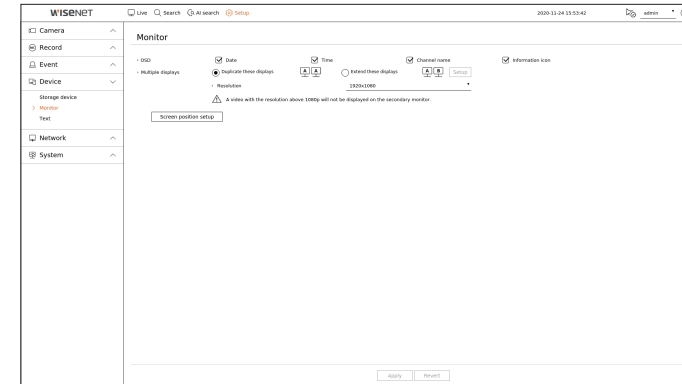 WISENET
Live Search AI search Setup 2020-11-24 15:53:42 admin
Camera
Record
Event
Device
Storage device
Monitor
Text
Network
System
Monitor
OSD Date Time Channel name Information icon
Multiple displays Duplicate these displays A A Extend these displays A B Setup
Resolution 1920x1080
A video with the resolution above 1080p will not be displayed on the secondary monitor.
Screen position setup
Apply Revert